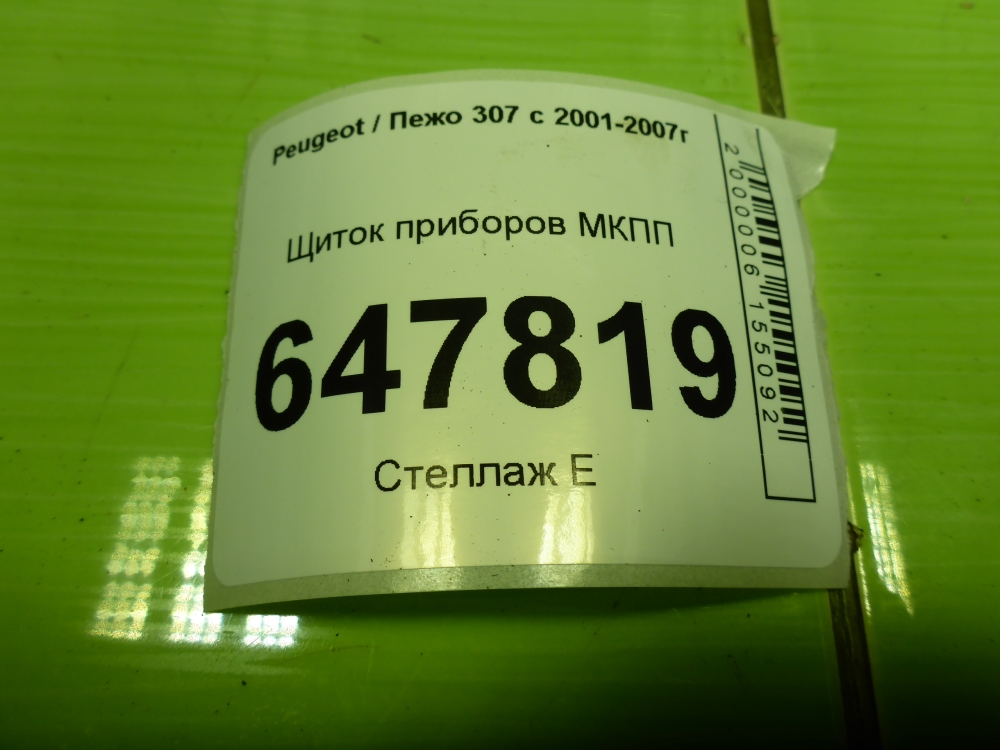 Peugeot / Пежо 307 с 2001-2007г
Щиток приборов МКПП
647819
Стеллаж Е
2000006155092